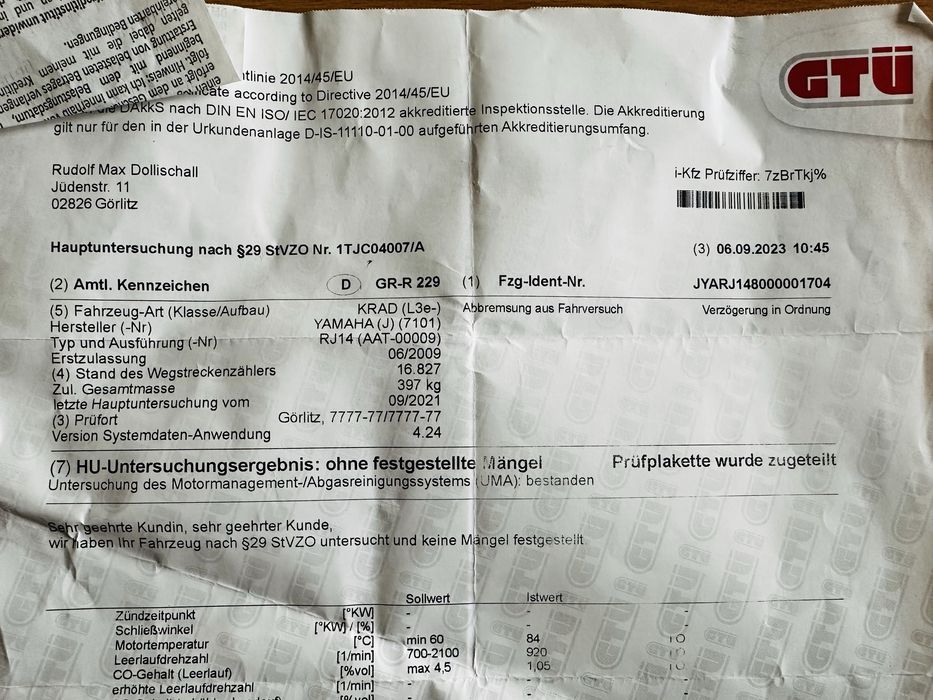 GTÜ
tlinie 2014/45/EU
cate according to Directive 2014/45/EU
die DAkkS nach DIN EN ISO/ IEC 17020:2012 akkreditierte Inspektionsstelle. Die Akkreditierung
gilt nur für den in der Urkundenanlage D-IS-11110-01-00 aufgeführten Akkreditierungsumfang.
Rudolf Max Dollischall
Jüdenstr. 11
02826 Görlitz
i-Kfz Prüfziffer: 7zBrTkj%
Hauptuntersuchung nach §29 StVZO Nr. 1TJC04007/A (3) 06.09.2023 10:45
(2) Amtl. Kennzeichen D GR-R 229 (1) Fzg-Ident-Nr. JYARJ148000001704
(5) Fahrzeug-Art (Klasse/Aufbau) KRAD (L3e-) Abbremsung aus Fahrversuch Verzögerung in Ordnung
Hersteller (-Nr) YAMAHA (J) (7101)
Typ und Ausführung (-Nr) RJ14 (AAT-00009)
Erstzulassung 06/2009
(4) Stand des Wegstreckenzählers 16.827
Zul. Gesamtmasse 397 kg
letzte Hauptuntersuchung vom 09/2021
(3) Prüfort Görlitz, 7777-77/7777-77
Version Systemdaten-Anwendung 4.24
(7) HU-Untersuchungsergebnis: ohne festgestellte Mängel Prüfplakette wurde zugeteilt
Untersuchung des Motormanagement-/Abgasreinigungssystems (UMA): bestanden
Sehr geehrte Kundin, sehr geehrter Kunde,
wir haben Ihr Fahrzeug nach §29 StVZO untersucht und keine Mängel festgestellt
Sollwert Istwert
Zündzeitpunkt [°KW] - - -
Schließwinkel [°KW] / [%] - - -
Motortemperatur [°C] min 60 84 IO
Leerlaufdrehzahl [1/min] 700-2100 920 IO
CO-Gehalt (Leerlauf) [%vol] max 4,5 1,05 IO
erhöhte Leerlaufdrehzahl [1/min] - - -